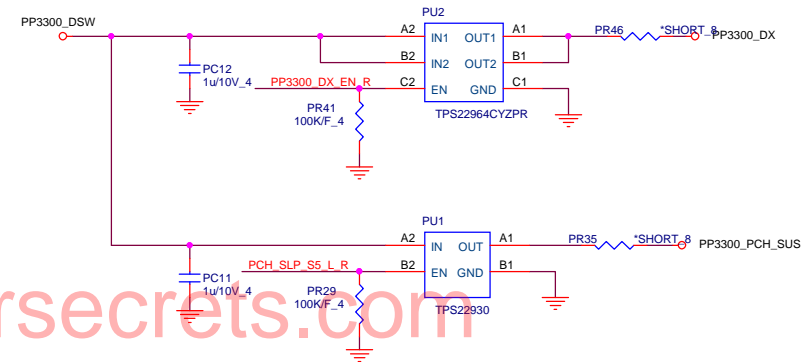 PU2
PP3300_DSW
A2 IN1 OUT1 A1
PR46 *SHORT_8 PP3300_DX
B2 IN2 OUT2 B1
PC12
1u/10V_4
PP3300_DX_EN_R
C2 EN GND C1
PR41
100K/F_4
TPS22964CYZPR
PU1
A2 IN OUT A1
PR35 *SHORT_8 PP3300_PCH_SUS
PCH_SLP_S5_L_R
B2 EN GND B1
PC11
1u/10V_4
PR29
100K/F_4
TPS22930
rsecrets.com